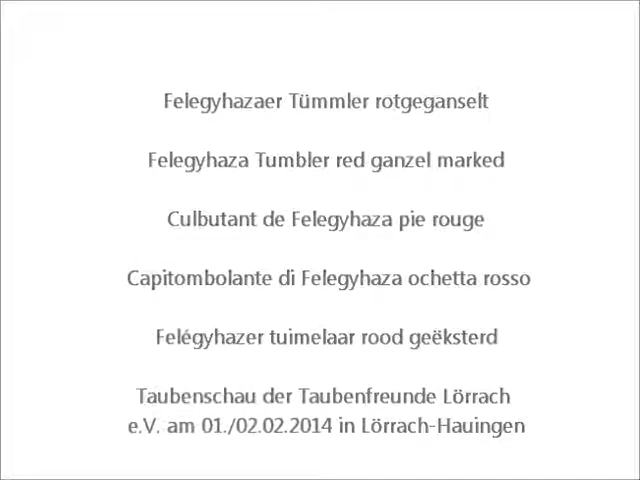 Felegyhazaer Tümmler rotgeganselt
Felegyhaza Tumbler red ganzel marked
Culbutant de Felegyhaza pie rouge
Capitombolante di Felegyhaza ochetta rosso
Felégyhazer tuimelaar rood geëksterd
Taubenschau der Taubenfreunde Lörrach
e.V. am 01./02.02.2014 in Lörrach-Hauingen